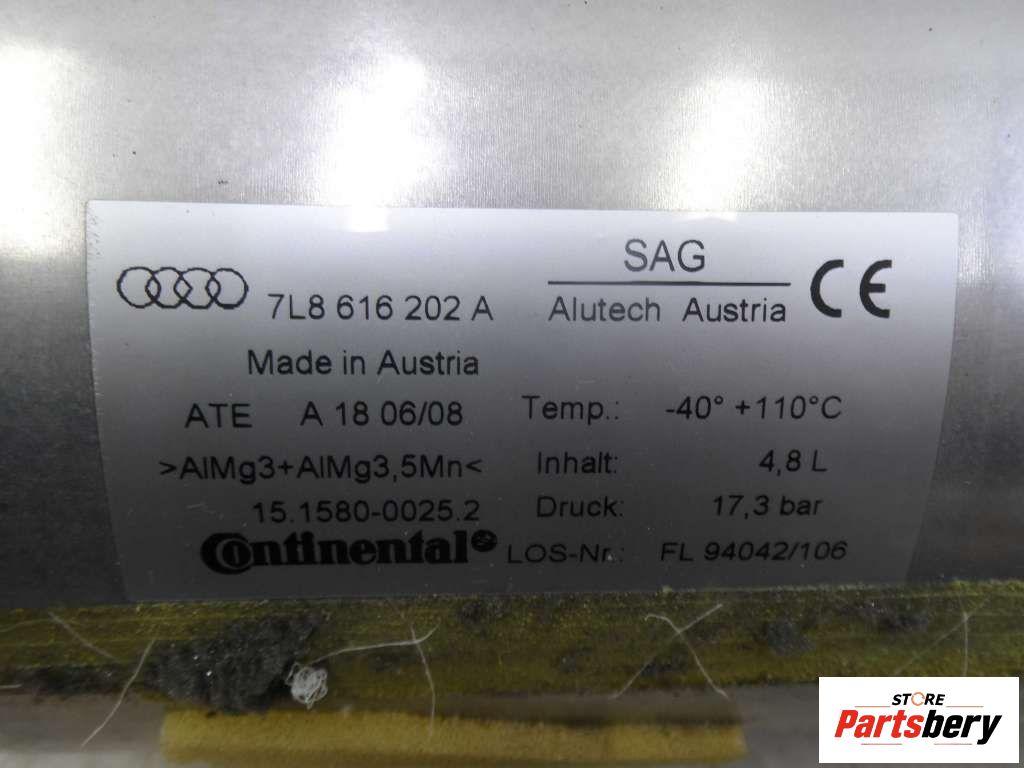 SAG
7L8 616 202 A
Alutech Austria
CE
Made in Austria
ATE A 18 06/08
Temp.: -40° +110°C
>AlMg3+AlMg3,5Mn<
Inhalt: 4,8 L
15.1580-0025.2
Druck: 17,3 bar
Continental
LOS-Nr.: FL 94042/106
STORE
Partsbery